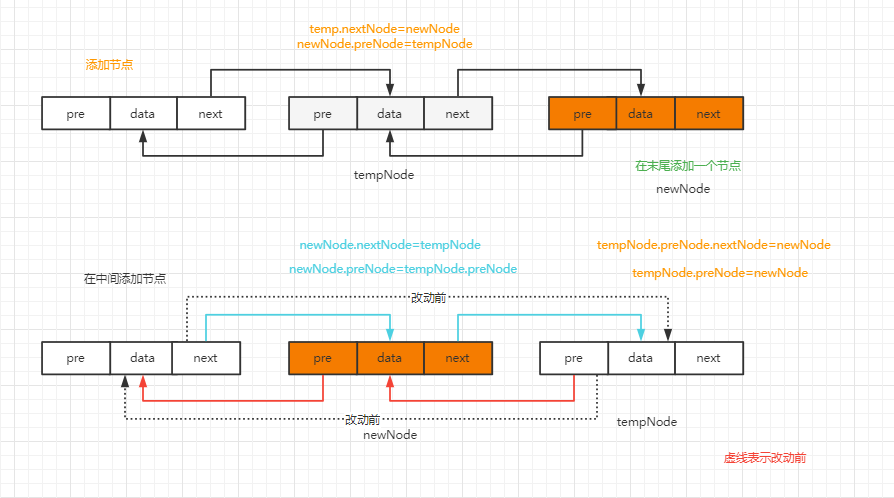 temp.nextNode=newNode
newNode.preNode=tempNode
添加节点
pre data next
pre data next
pre data next
tempNode
在末尾添加一个节点
newNode
newNode.nextNode=tempNode
tempNode.preNode.nextNode=newNode
newNode.preNode=tempNode.preNode
tempNode.preNode=newNode
在中间添加节点
改动前
pre data next
pre data next
pre data next
改动前
newNode
tempNode
虚线表示改动前